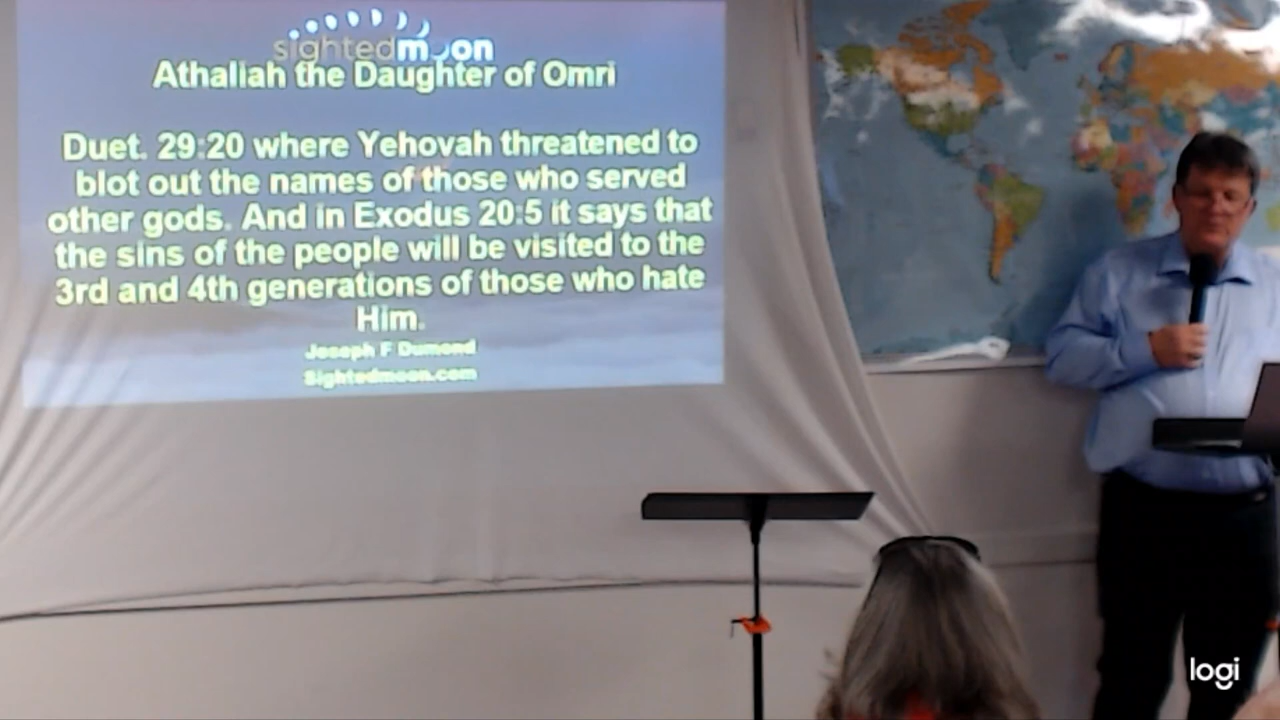 sightedmoon
Athaliah the Daughter of Omri
Duet. 29:20 where Yehovah threatened to
blot out the names of those who served
other gods. And in Exodus 20:5 it says that
the sins of the people will be visited to the
3rd and 4th generations of those who hate
Him.
Joseph F Dumond
Sightedmoon.com
logi